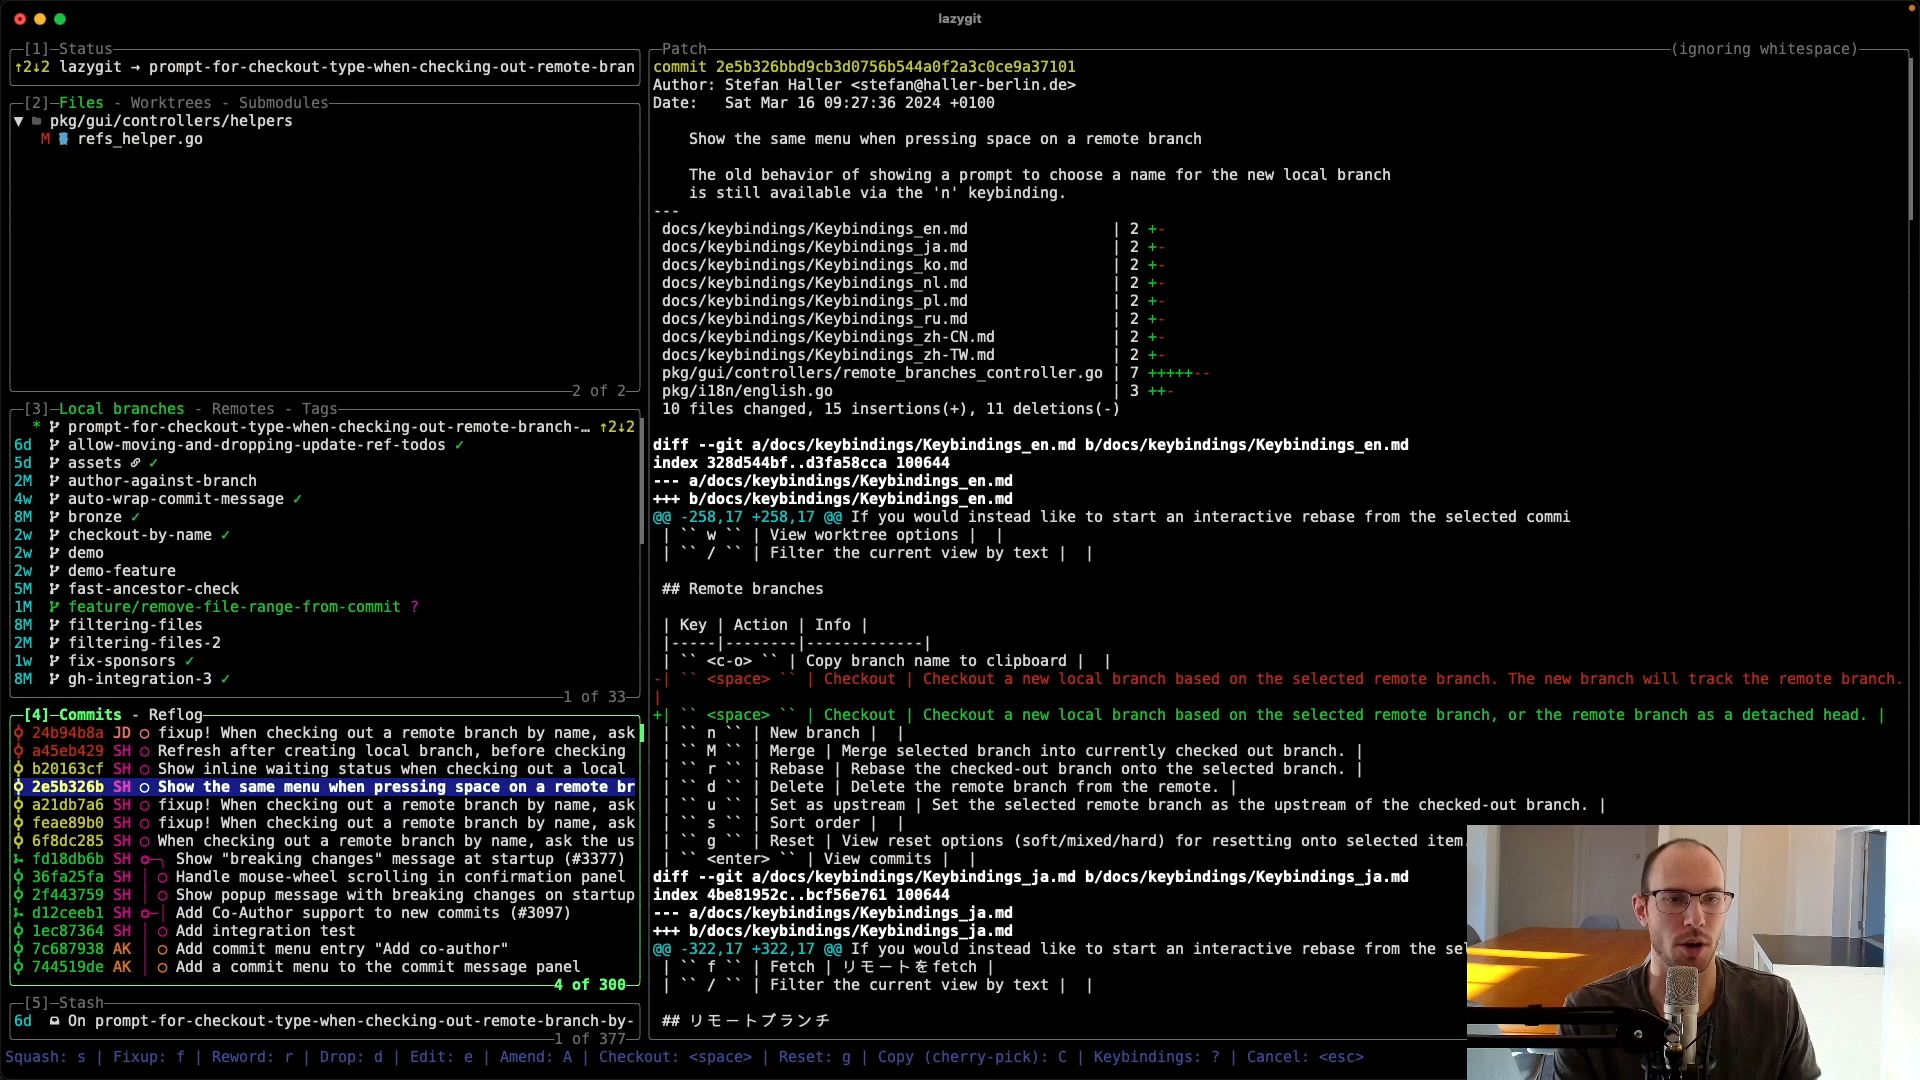 lazygit
[1]─Status
↑2↓2 lazygit → prompt-for-checkout-type-when-checking-out-remote-bran
[2]─Files - Worktrees - Submodules
▼ pkg/gui/controllers/helpers
M refs_helper.go
2 of 2
[3]─Local branches - Remotes - Tags
* prompt-for-checkout-type-when-checking-out-remote-branch-… ↑2↓2
6d allow-moving-and-dropping-update-ref-todos ✓
5d assets ✓
2M author-against-branch
4w auto-wrap-commit-message ✓
8M bronze ✓
2w checkout-by-name ✓
2w demo
2w demo-feature
5M fast-ancestor-check
1M feature/remove-file-range-from-commit ?
8M filtering-files
2M filtering-files-2
1w fix-sponsors ✓
8M gh-integration-3 ✓
1 of 33
[4]─Commits - Reflog
24b94b8a JD ○ fixup! When checking out a remote branch by name, ask
a45eb429 SH ○ Refresh after creating local branch, before checking
b20163cf SH ○ Show inline waiting status when checking out a local
2e5b326b SH ○ Show the same menu when pressing space on a remote br
a21db7a6 SH ○ fixup! When checking out a remote branch by name, ask
feae89b0 SH ○ fixup! When checking out a remote branch by name, ask
6f8dc285 SH ○ When checking out a remote branch by name, ask the us
fd18db6b SH Show "breaking changes" message at startup (#3377)
36fa25fa SH │ ○ Handle mouse-wheel scrolling in confirmation panel
2f443759 SH │ ○ Show popup message with breaking changes on startup
d12ceeb1 SH Add Co-Author support to new commits (#3097)
1ec87364 SH │ ○ Add integration test
7c687938 AK │ ○ Add commit menu entry "Add co-author"
744519de AK │ ○ Add a commit menu to the commit message panel
4 of 300
[5]─Stash
6d On prompt-for-checkout-type-when-checking-out-remote-branch-by-
1 of 377
Patch (ignoring whitespace)
commit 2e5b326bbd9cb3d0756b544a0f2a3c0ce9a37101
Author: Stefan Haller <stefan@haller-berlin.de>
Date:   Sat Mar 16 09:27:36 2024 +0100
Show the same menu when pressing space on a remote branch
The old behavior of showing a prompt to choose a name for the new local branch
is still available via the 'n' keybinding.
---
docs/keybindings/Keybindings_en.md | 2 +-
docs/keybindings/Keybindings_ja.md | 2 +-
docs/keybindings/Keybindings_ko.md | 2 +-
docs/keybindings/Keybindings_nl.md | 2 +-
docs/keybindings/Keybindings_pl.md | 2 +-
docs/keybindings/Keybindings_ru.md | 2 +-
docs/keybindings/Keybindings_zh-CN.md | 2 +-
docs/keybindings/Keybindings_zh-TW.md | 2 +-
pkg/gui/controllers/remote_branches_controller.go | 7 +++++--
pkg/i18n/english.go | 3 ++-
10 files changed, 15 insertions(+), 11 deletions(-)
diff --git a/docs/keybindings/Keybindings_en.md b/docs/keybindings/Keybindings_en.md
index 328d544bf..d3fa58cca 100644
--- a/docs/keybindings/Keybindings_en.md
+++ b/docs/keybindings/Keybindings_en.md
@@ -258,17 +258,17 @@ If you would instead like to start an interactive rebase from the selected commi
| `` w `` | View worktree options |  |
| `` / `` | Filter the current view by text |  |
## Remote branches
| Key | Action | Info |
|-----|--------|-------------|
| `` <c-o> `` | Copy branch name to clipboard |  |
-| `` <space> `` | Checkout | Checkout a new local branch based on the selected remote branch. The new branch will track the remote branch.
|
+| `` <space> `` | Checkout | Checkout a new local branch based on the selected remote branch, or the remote branch as a detached head. |
| `` n `` | New branch |  |
| `` M `` | Merge | Merge selected branch into currently checked out branch. |
| `` r `` | Rebase | Rebase the checked-out branch onto the selected branch. |
| `` d `` | Delete | Delete the remote branch from the remote. |
| `` u `` | Set as upstream | Set the selected remote branch as the upstream of the checked-out branch. |
| `` s `` | Sort order |  |
| `` g `` | Reset | View reset options (soft/mixed/hard) for resetting onto selected item.
| `` <enter> `` | View commits |  |
diff --git a/docs/keybindings/Keybindings_ja.md b/docs/keybindings/Keybindings_ja.md
index 4be81952c..bcf56e761 100644
--- a/docs/keybindings/Keybindings_ja.md
+++ b/docs/keybindings/Keybindings_ja.md
@@ -322,17 +322,17 @@ If you would instead like to start an interactive rebase from the sel
| `` f `` | Fetch | リモートをfetch |
| `` / `` | Filter the current view by text |  |
## リモートブランチ
Squash: s | Fixup: f | Reword: r | Drop: d | Edit: e | Amend: A | Checkout: <space> | Reset: g | Copy (cherry-pick): C | Keybindings: ? | Cancel: <esc>